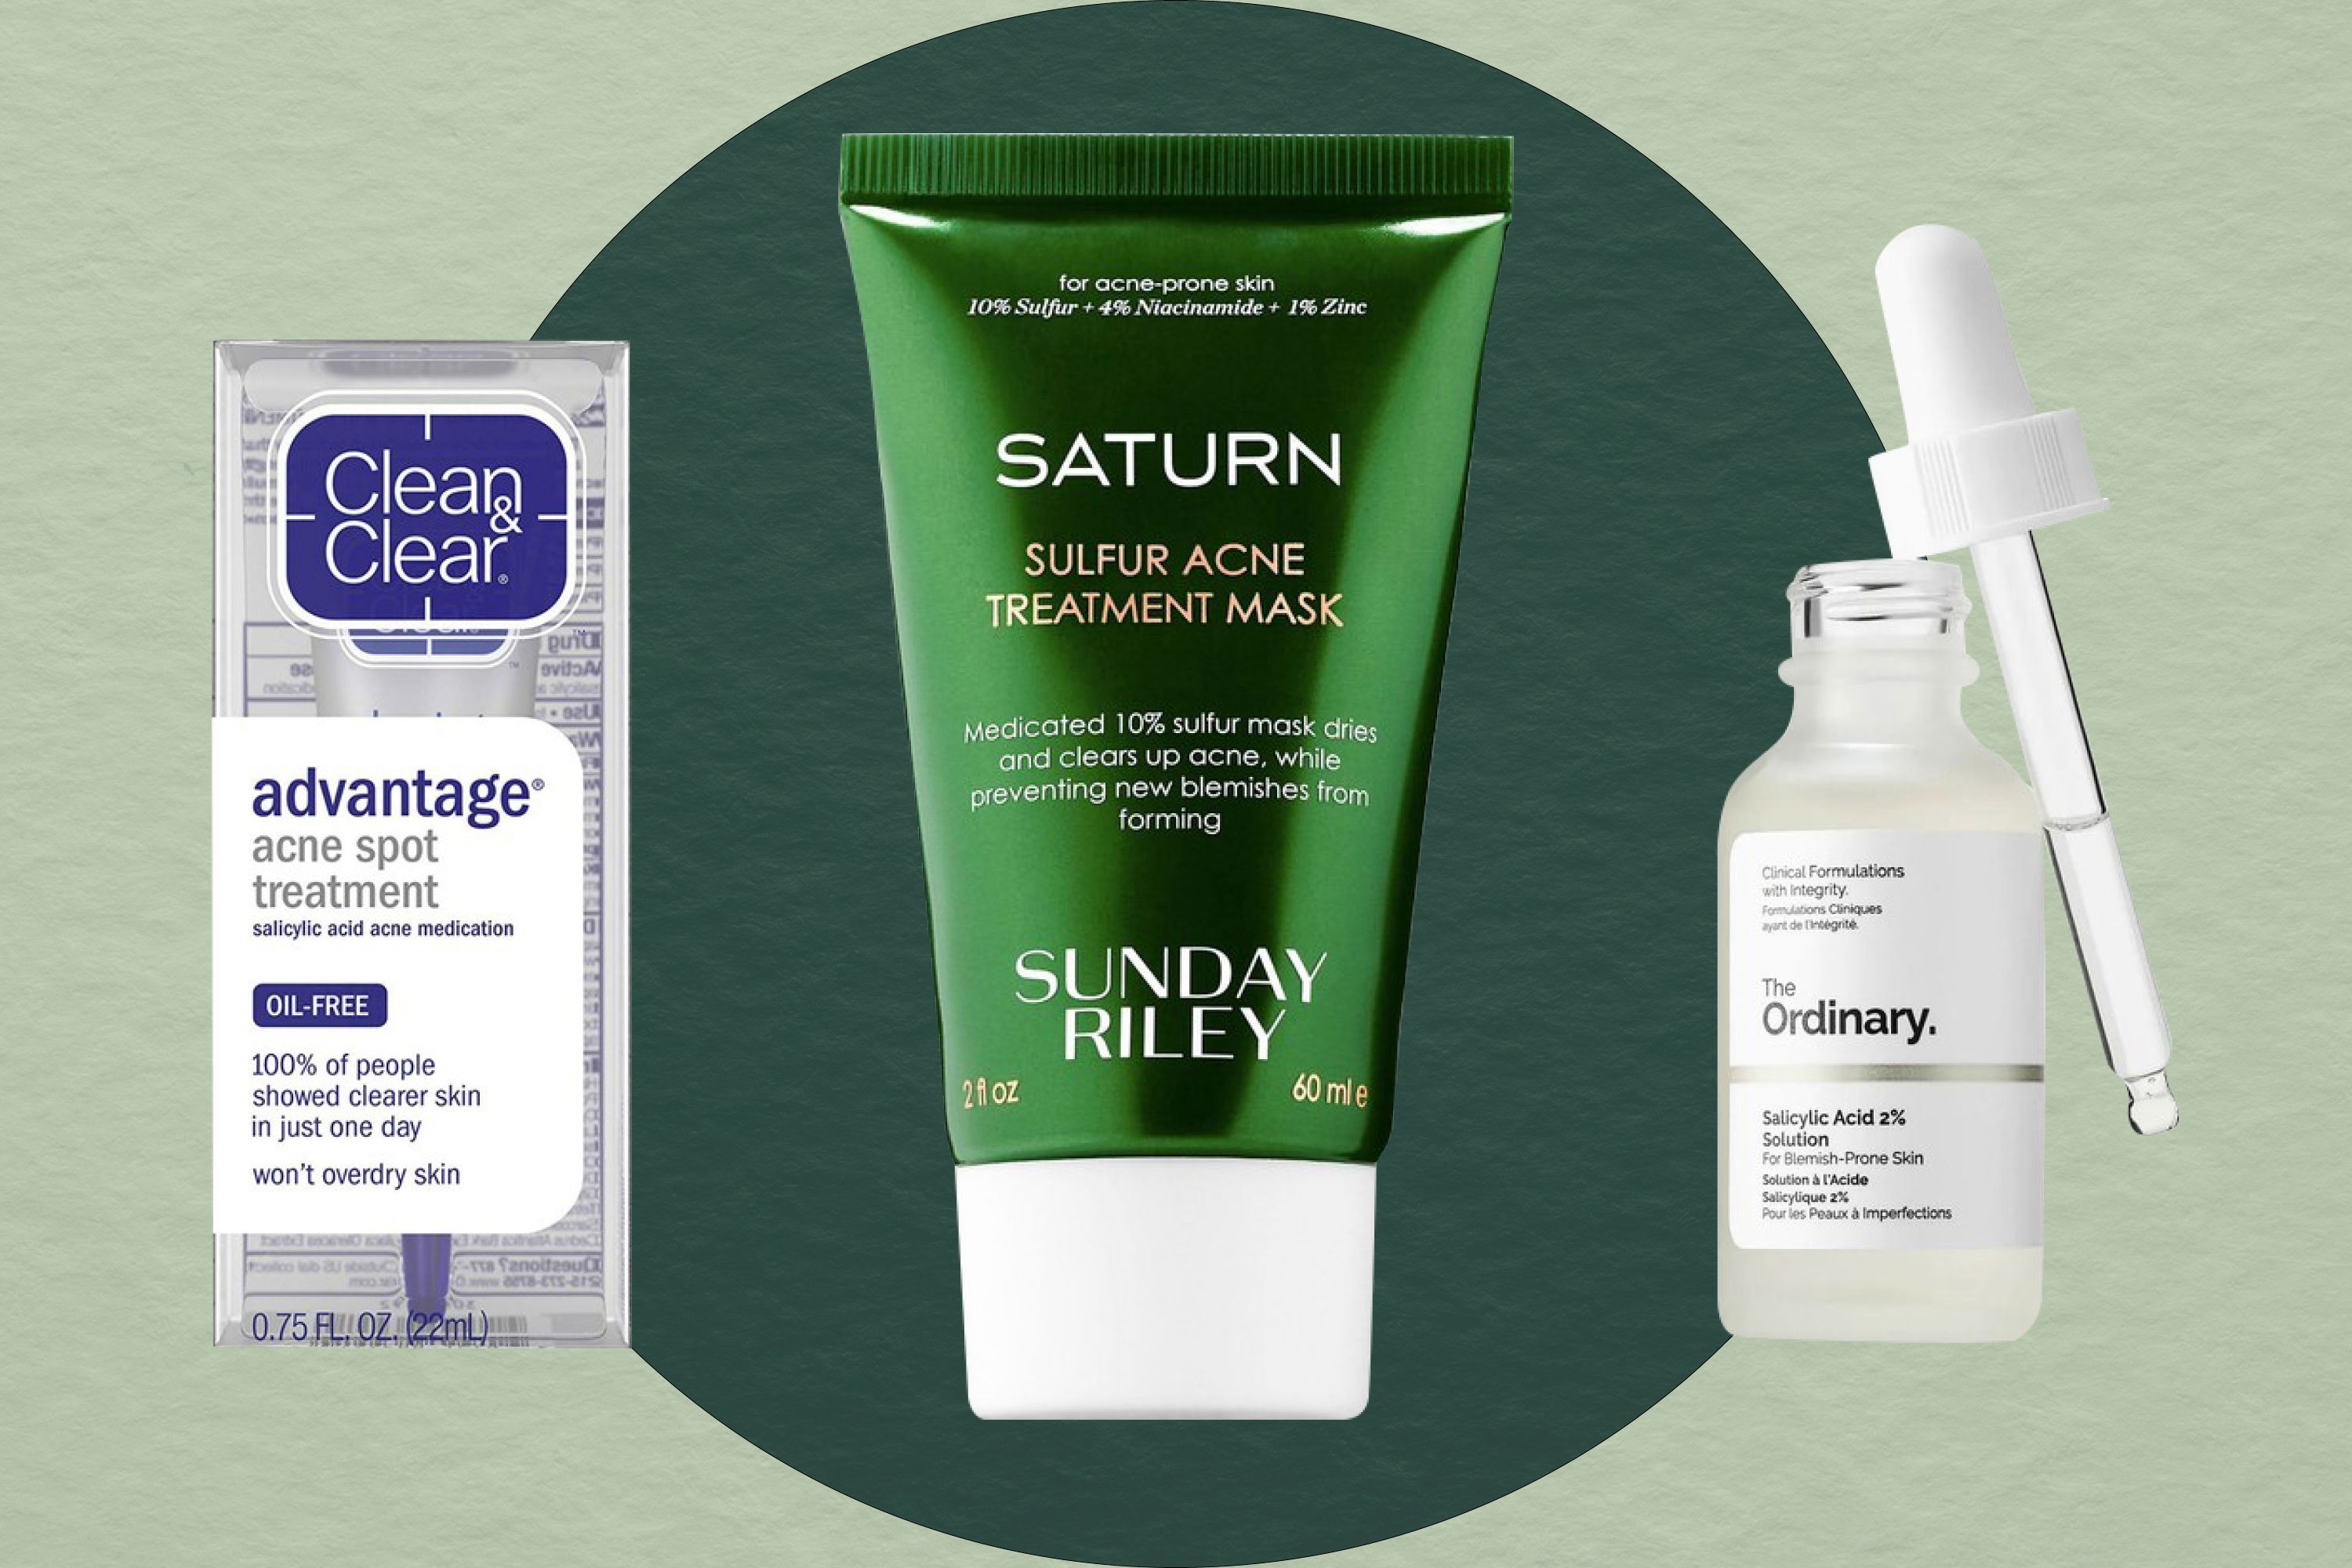 Clean
&
Clear®
advantage®
acne spot
treatment
salicylic acid acne medication
OIL-FREE
100% of people
showed clearer skin
in just one day
won't overdry skin
0.75 FL. OZ. (22mL)
for acne-prone skin
10% Sulfur + 4% Niacinamide + 1% Zinc
SATURN
SULFUR ACNE
TREATMENT MASK
Medicated 10% sulfur mask dries
and clears up acne, while
preventing new blemishes from
forming
SUNDAY
RILEY
2 fl oz 60 ml e
Clinical Formulations
with Integrity.
Formulations Cliniques
ayant de l'Intégrité.
The
Ordinary.
Salicylic Acid 2%
Solution
For Blemish-Prone Skin
Solution à l'Acide
Salicylique 2%
Pour les Peaux à Imperfections